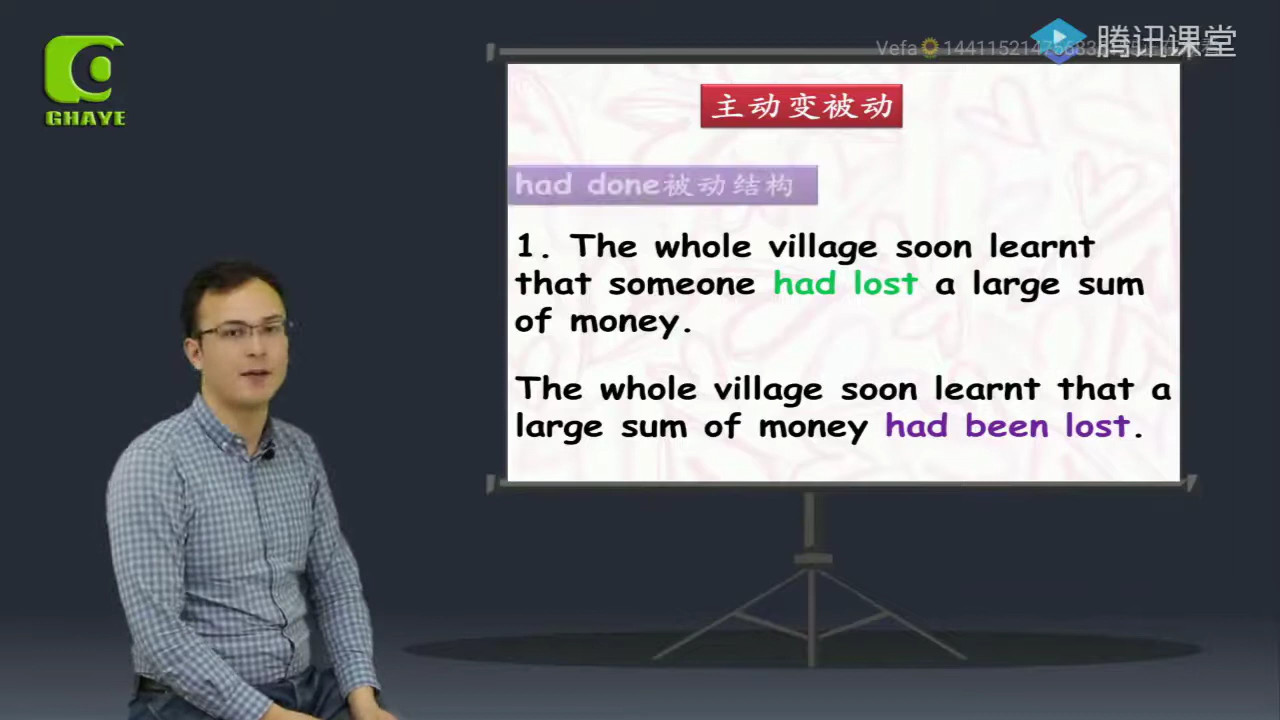 GHAYE
Vefa
腾讯课堂
主动变被动
had done被动结构
1. The whole village soon learnt
that someone had lost a large sum
of money.
The whole village soon learnt that a
large sum of money had been lost.